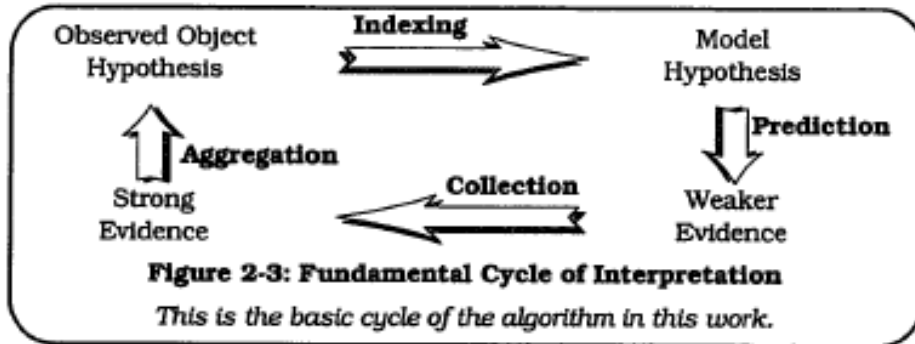 Indexing
Observed Object
Hypothesis
Model
Hypothesis
Prediction
Aggregation
Collection
Strong
Evidence
Weaker
Evidence
Figure 2-3: Fundamental Cycle of Interpretation
This is the basic cycle of the algorithm in this work.